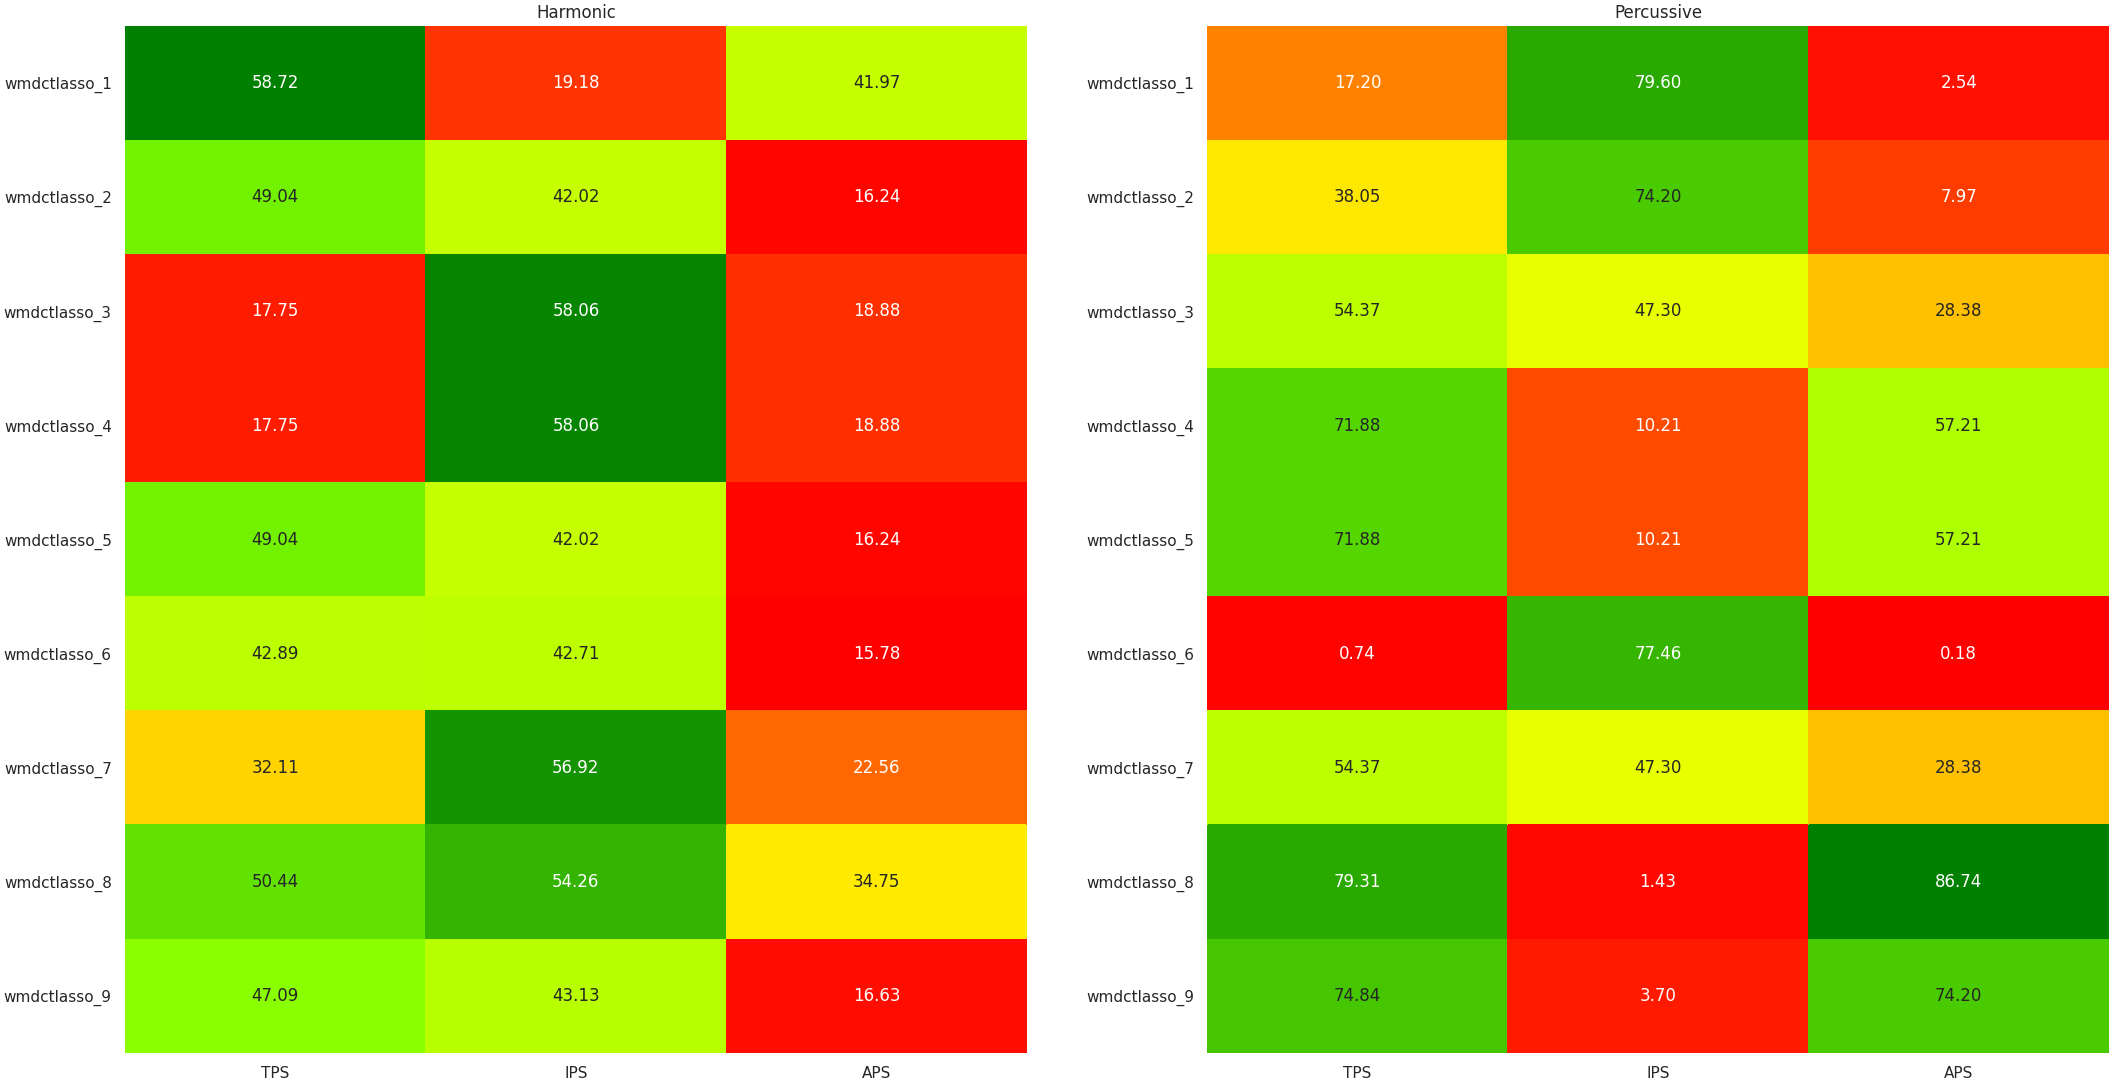 Harmonic
wmdctlasso_1 58.72 19.18 41.97
wmdctlasso_2 49.04 42.02 16.24
wmdctlasso_3 17.75 58.06 18.88
wmdctlasso_4 17.75 58.06 18.88
wmdctlasso_5 49.04 42.02 16.24
wmdctlasso_6 42.89 42.71 15.78
wmdctlasso_7 32.11 56.92 22.56
wmdctlasso_8 50.44 54.26 34.75
wmdctlasso_9 47.09 43.13 16.63
TPS IPS APS
Percussive
wmdctlasso_1 17.20 79.60 2.54
wmdctlasso_2 38.05 74.20 7.97
wmdctlasso_3 54.37 47.30 28.38
wmdctlasso_4 71.88 10.21 57.21
wmdctlasso_5 71.88 10.21 57.21
wmdctlasso_6 0.74 77.46 0.18
wmdctlasso_7 54.37 47.30 28.38
wmdctlasso_8 79.31 1.43 86.74
wmdctlasso_9 74.84 3.70 74.20
TPS IPS APS